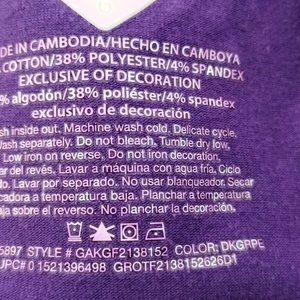 DE IN CAMBODIA/HECHO EN CAMBOYA
COTTON/38% POLYESTER/4% SPANDEX
EXCLUSIVE OF DECORATION
% algodón/38% poliéster/4% spandex
exclusivo de decoración
sh inside out. Machine wash cold. Delicate cycle.
Wash separately. Do not bleach. Tumble dry low.
Low iron on reverse. Do not iron decoration.
Lavar a máquina con agua fría. Ciclo
do. Lavar por separado. No usar blanqueador. Secar
a temperatura baja. Planchar a temperatura
aja sobre el reverso. No planchar la decoración.
5897 STYLE # GAKGF2138152 COLOR: DKGRPE
UPC# 0 1521396498 GROTF2138152626D1